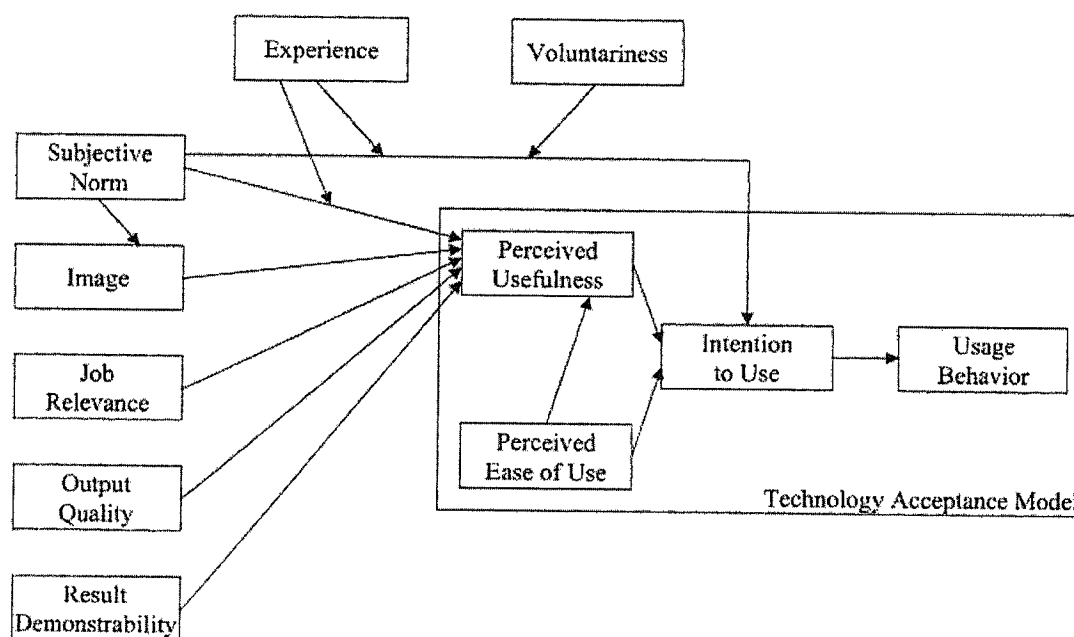 Experience
Voluntariness
Subjective
Norm
Image
Job
Relevance
Output
Quality
Result
Demonstrability
Perceived
Usefulness
Perceived
Ease of Use
Intention
to Use
Usage
Behavior
Technology Acceptance Model